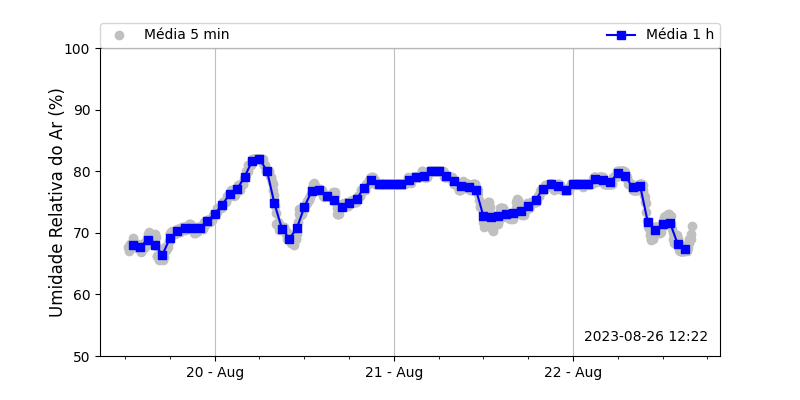 Média 5 min
Média 1 h
Umidade Relativa do Ar (%)
100
90
80
70
60
50
2023-08-26 12:22
20 - Aug
21 - Aug
22 - Aug